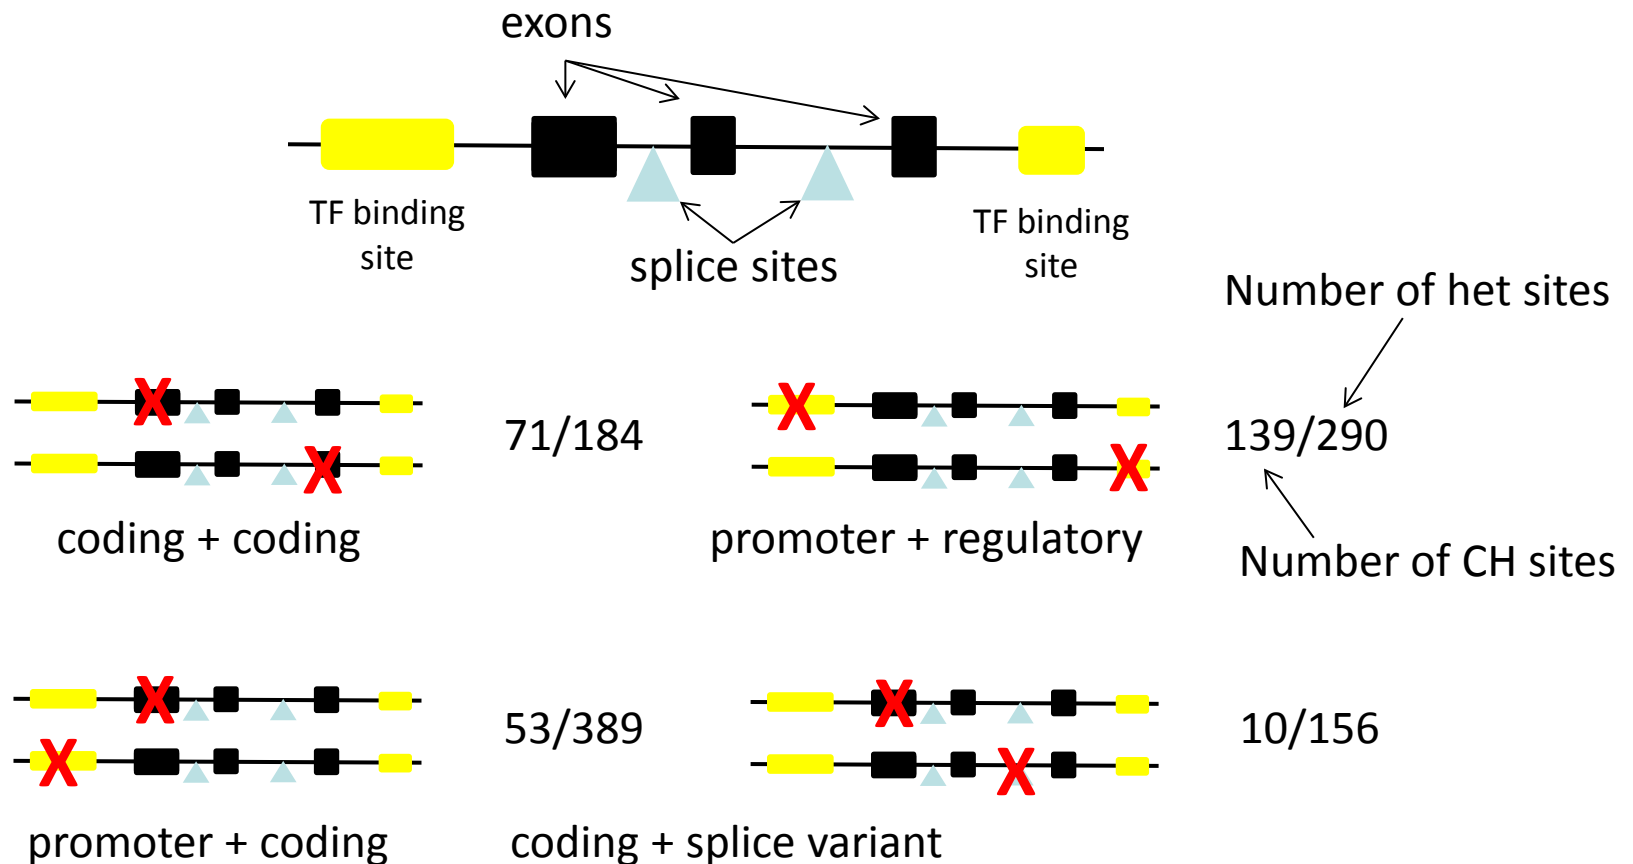 exons
TF binding
site
splice sites
TF binding
site
Number of het sites
71/184
139/290
coding + coding
promoter + regulatory
Number of CH sites
53/389
10/156
promoter + coding
coding + splice variant